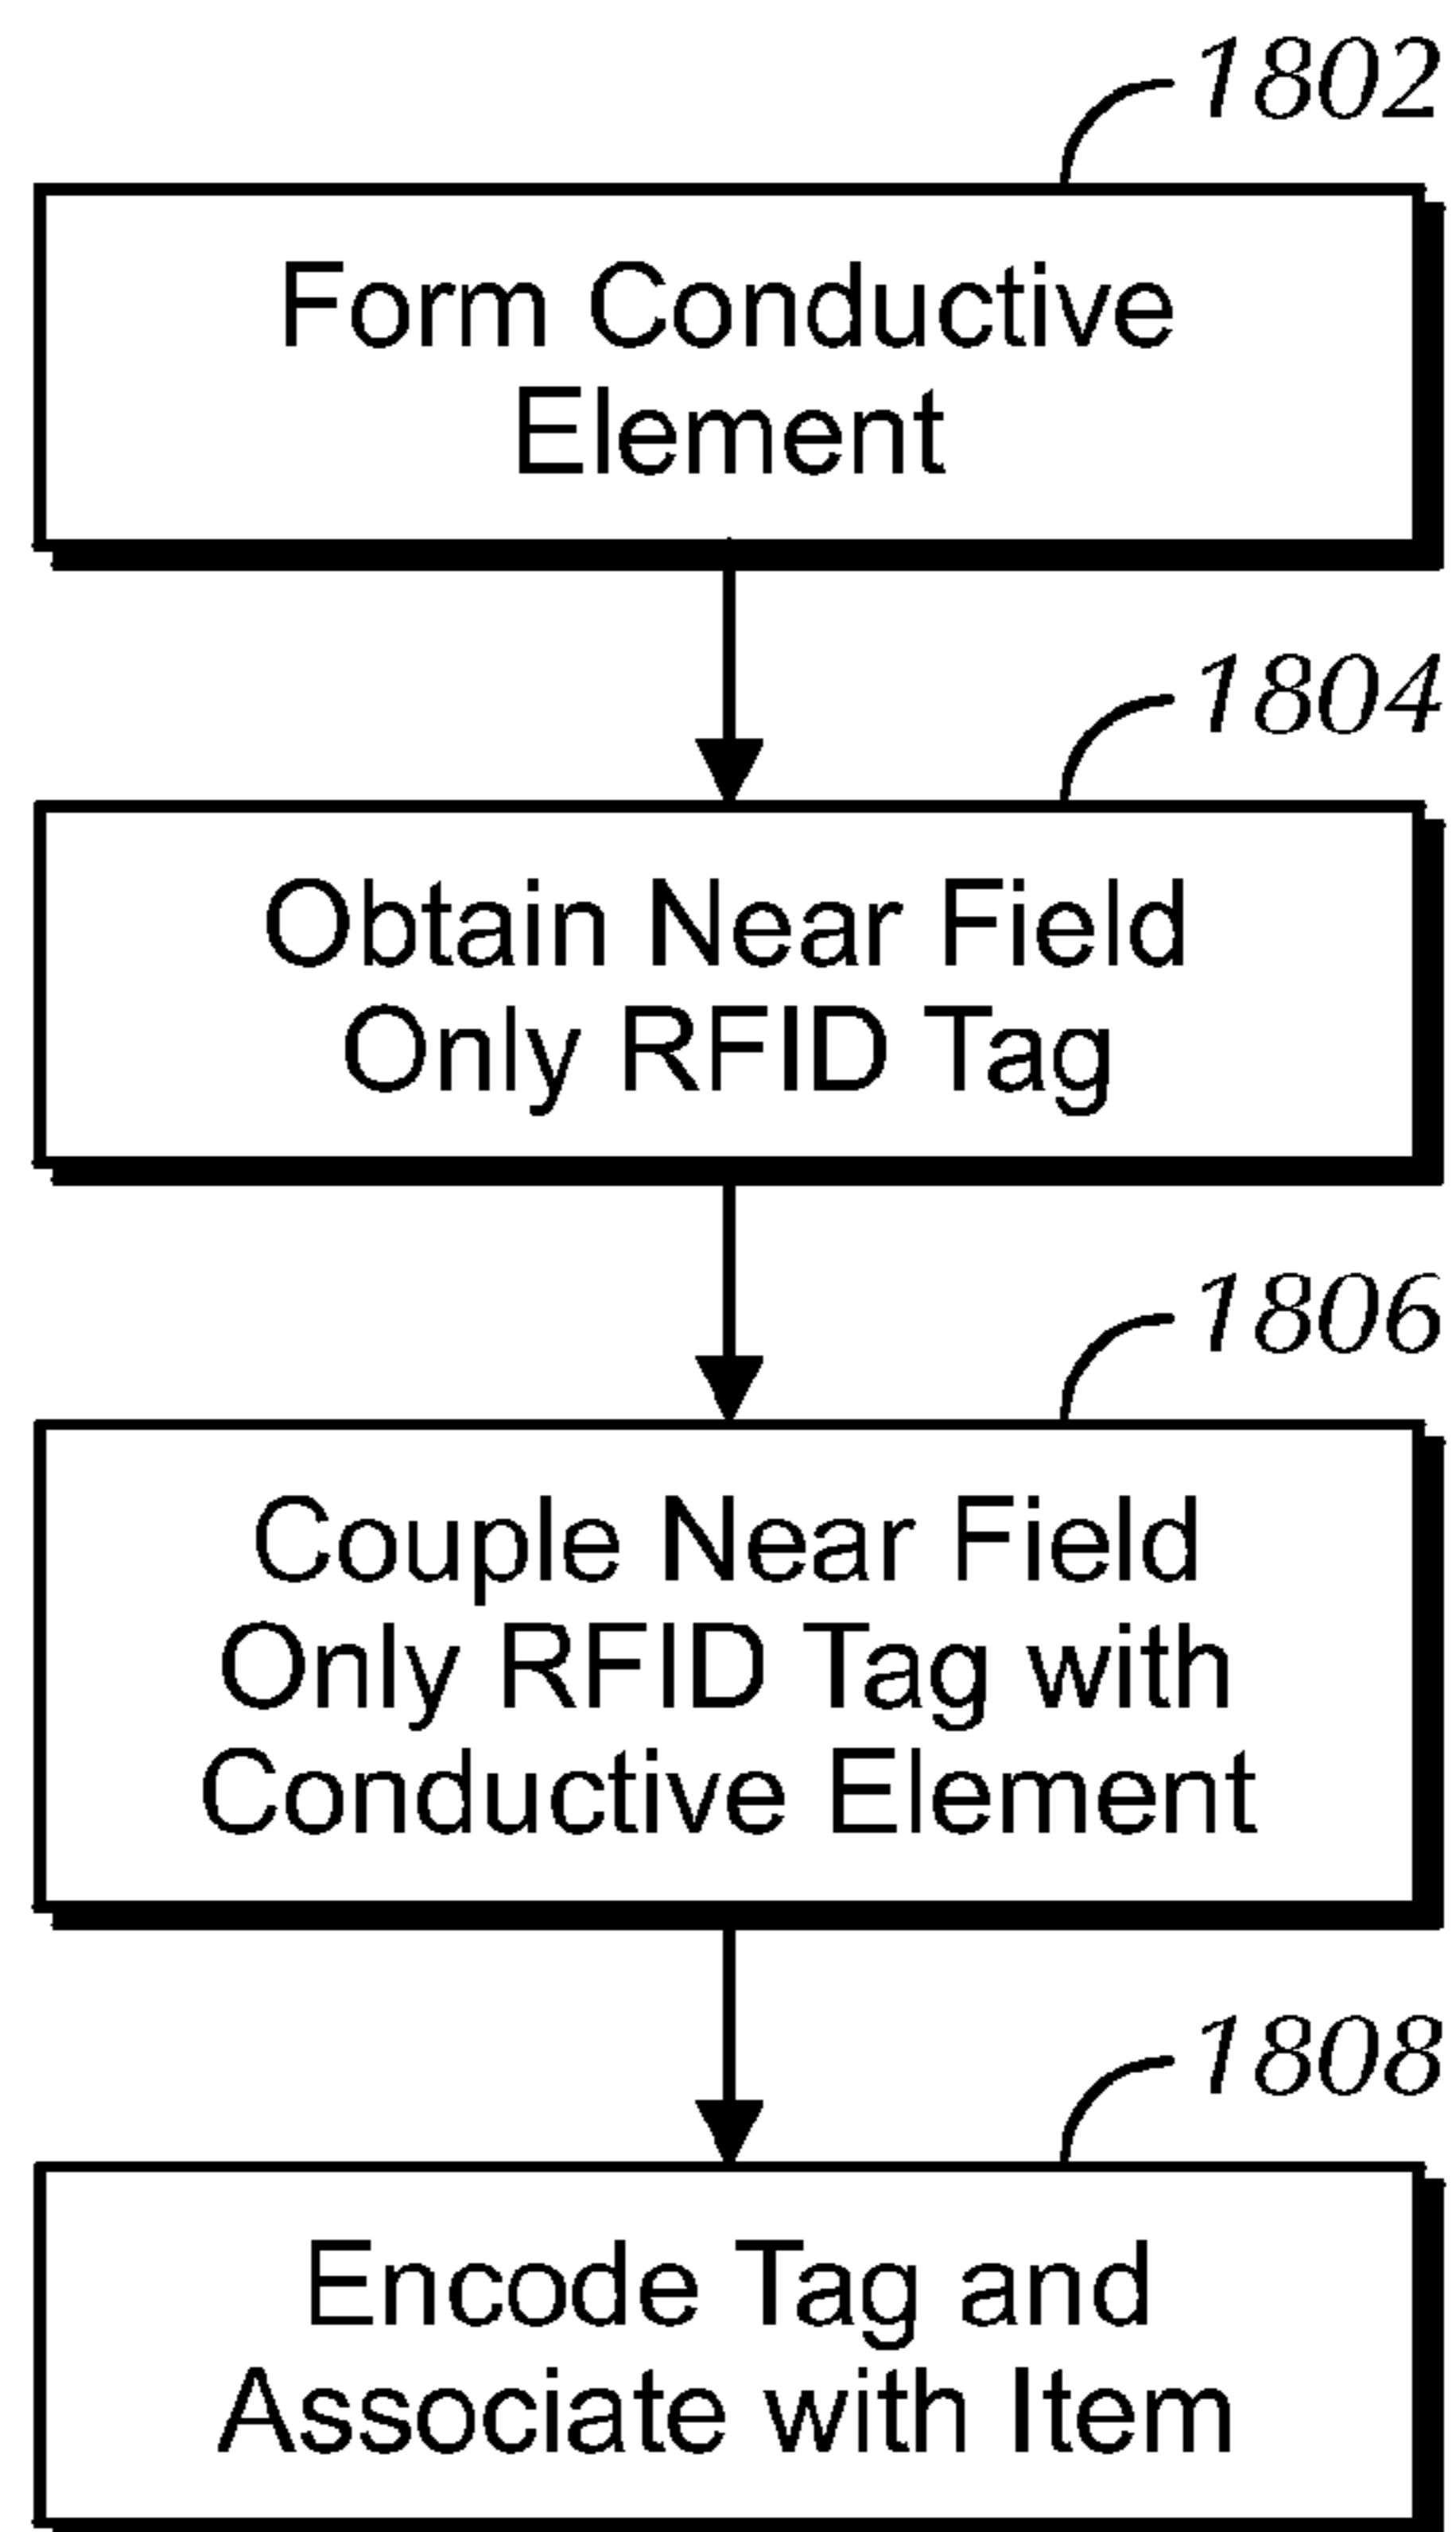 1802
Form Conductive
Element
1804
Obtain Near Field
Only RFID Tag
1806
Couple Near Field
Only RFID Tag with
Conductive Element
1808
Encode Tag and
Associate with Item